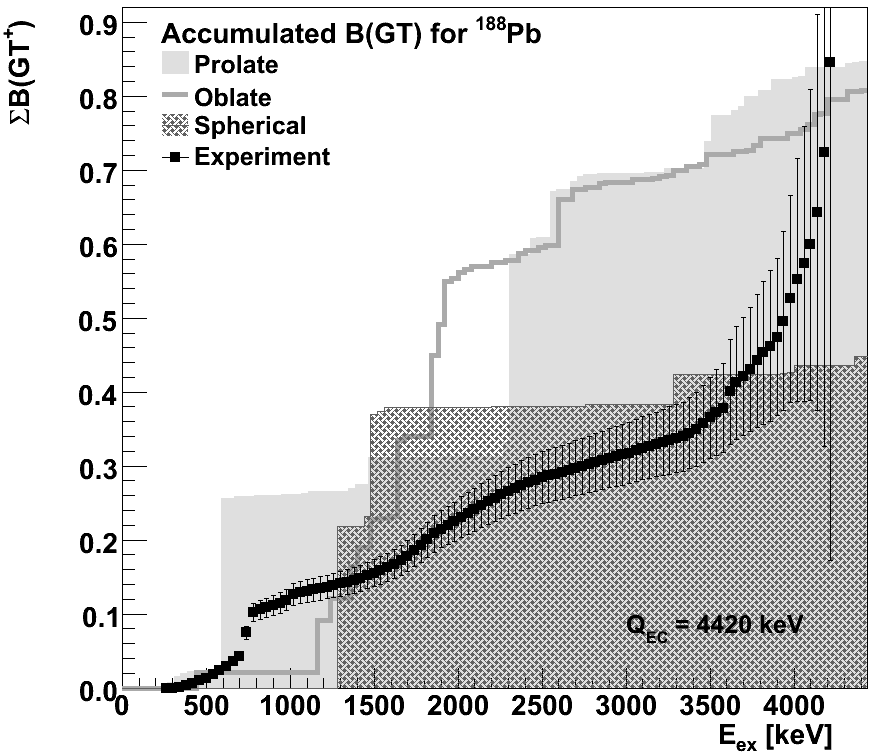 Accumulated B(GT) for ¹⁸⁸Pb
Prolate
Oblate
Spherical
Experiment
ΣB(GT⁺)
0.9
0.8
0.7
0.6
0.5
0.4
0.3
0.2
0.1
0.0
Q_EC = 4420 keV
0 500 1000 1500 2000 2500 3000 3500 4000
E_ex [keV]